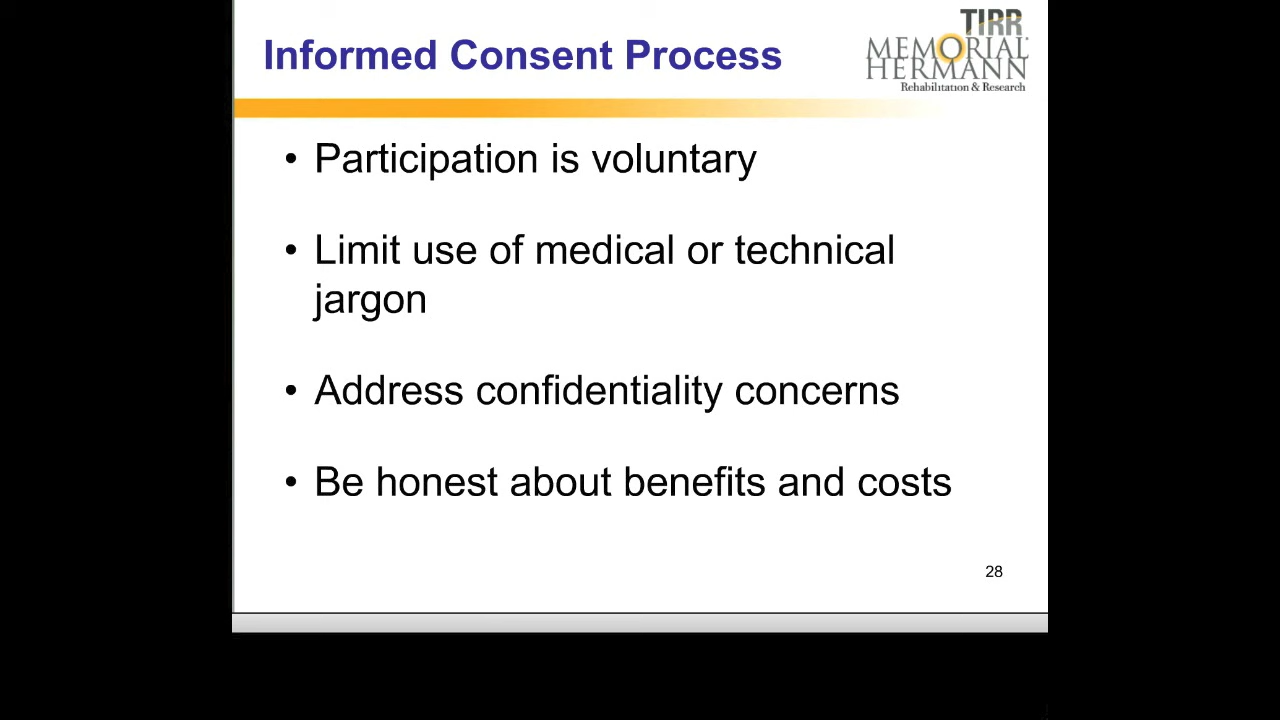 Informed Consent Process
TIRR
MEMORIAL
HERMANN
Rehabilitation & Research
• Participation is voluntary
• Limit use of medical or technical
jargon
• Address confidentiality concerns
• Be honest about benefits and costs
28